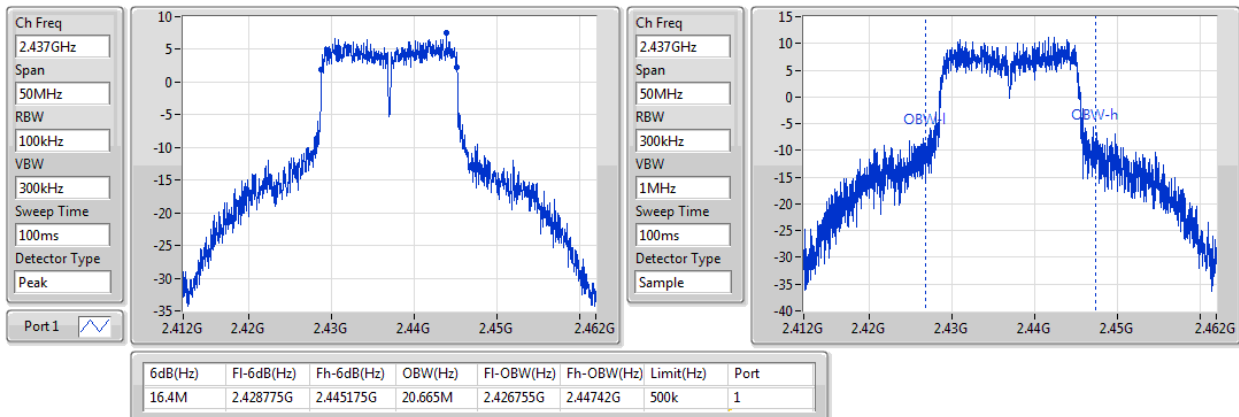 Ch Freq
2.437GHz
Span
50MHz
RBW
100kHz
VBW
300kHz
Sweep Time
100ms
Detector Type
Peak
Port 1
10
5
0
-5
-10
-15
-20
-25
-30
-35
2.412G 2.42G 2.43G 2.44G 2.45G 2.462G
Ch Freq
2.437GHz
Span
50MHz
RBW
300kHz
VBW
1MHz
Sweep Time
100ms
Detector Type
Sample
15
10
5
0
-5
-10
-15
-20
-25
-30
-35
-40
OBW-l OBW-h
2.412G 2.42G 2.43G 2.44G 2.45G 2.462G
6dB(Hz) Fl-6dB(Hz) Fh-6dB(Hz) OBW(Hz) Fl-OBW(Hz) Fh-OBW(Hz) Limit(Hz) Port
16.4M 2.428775G 2.445175G 20.665M 2.426755G 2.44742G 500k 1